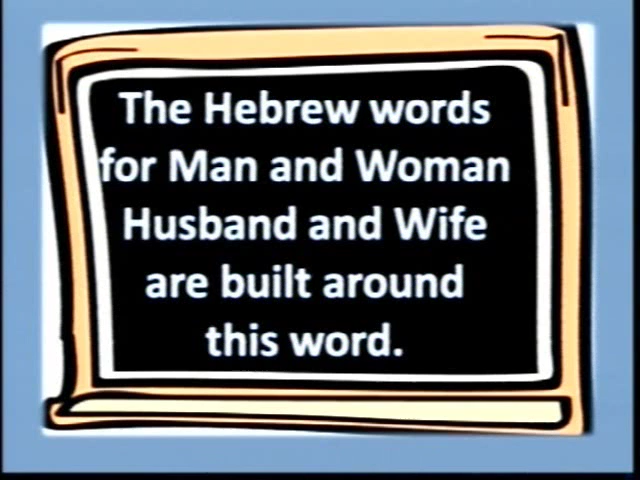 The Hebrew words
for Man and Woman
Husband and Wife
are built around
this word.